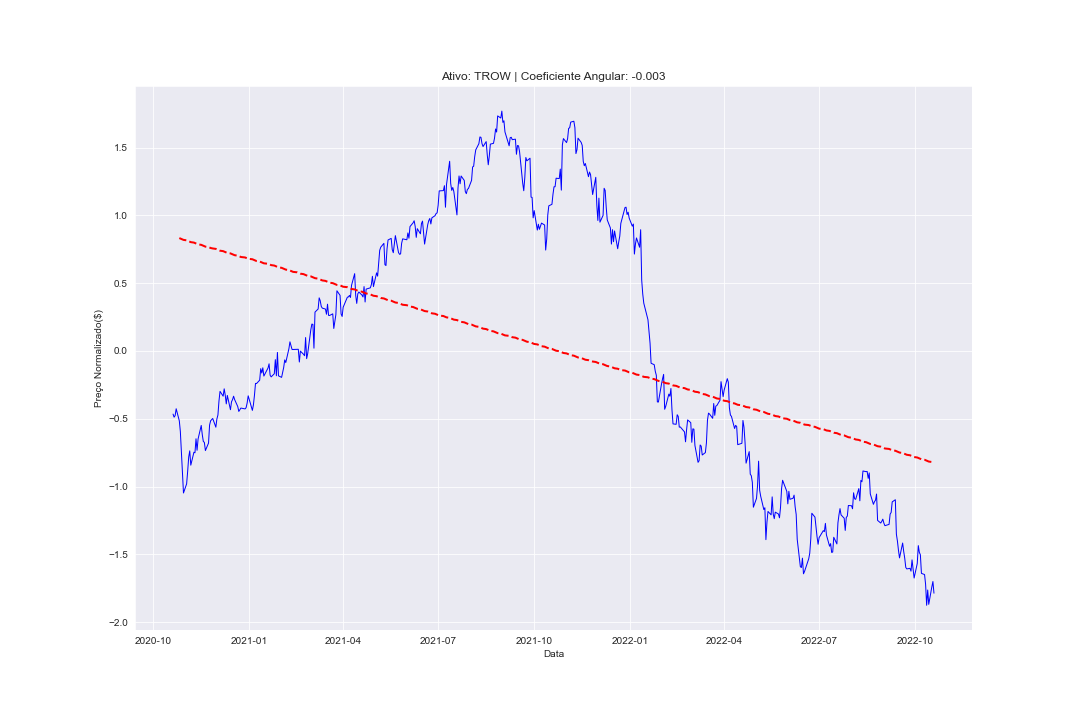 Ativo: TROW | Coeficiente Angular: -0.003
1.5
1.0
0.5
0.0
−0.5
−1.0
−1.5
−2.0
Preço Normalizado($)
2020-10 2021-01 2021-04 2021-07 2021-10 2022-01 2022-04 2022-07 2022-10
Data